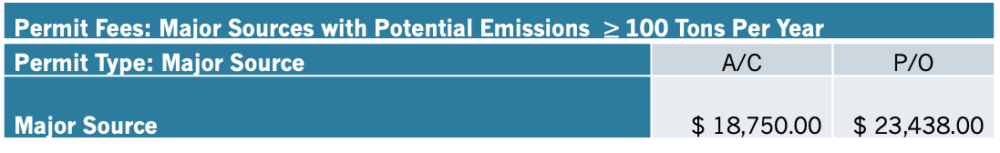 Permit Fees: Major Sources with Potential Emissions ≥ 100 Tons Per Year
Permit Type: Major Source A/C P/O
Major Source $ 18,750.00 $ 23,438.00